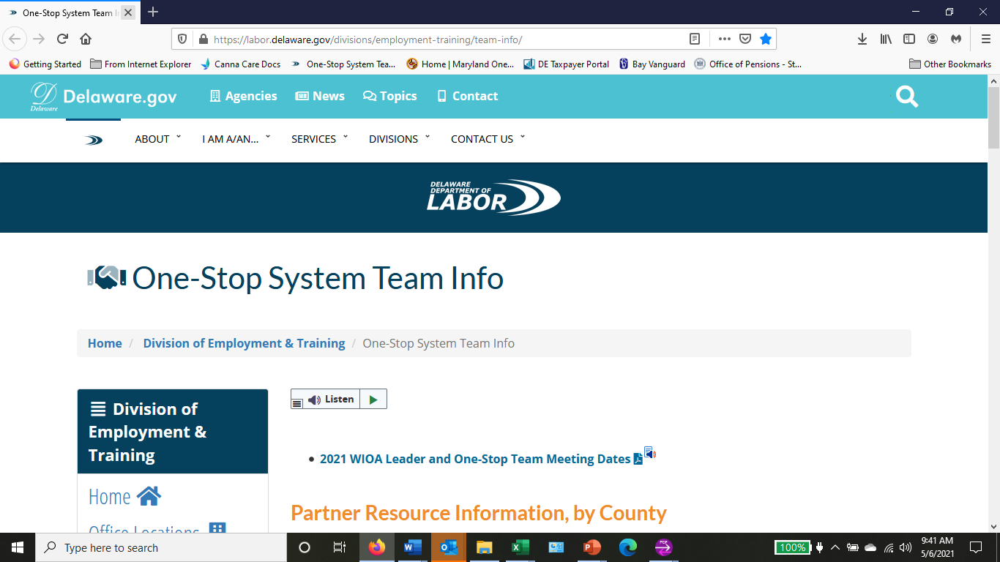 One-Stop System Team I
https://labor.delaware.gov/divisions/employment-training/team-info/
Getting Started From Internet Explorer Canna Care Docs One-Stop System Tea... Home | Maryland One... DE Taxpayer Portal Bay Vanguard Office of Pensions - St... Other Bookmarks
Delaware
Delaware.gov Agencies News Topics Contact
ABOUT I AM A/AN... SERVICES DIVISIONS CONTACT US
DELAWARE
DEPARTMENT OF
LABOR
One-Stop System Team Info
Home / Division of Employment & Training / One-Stop System Team Info
Division of
Employment &
Training
Home
Office Locations
Listen
• 2021 WIOA Leader and One-Stop Team Meeting Dates
Partner Resource Information, by County
Type here to search
100%
9:41 AM
5/6/2021